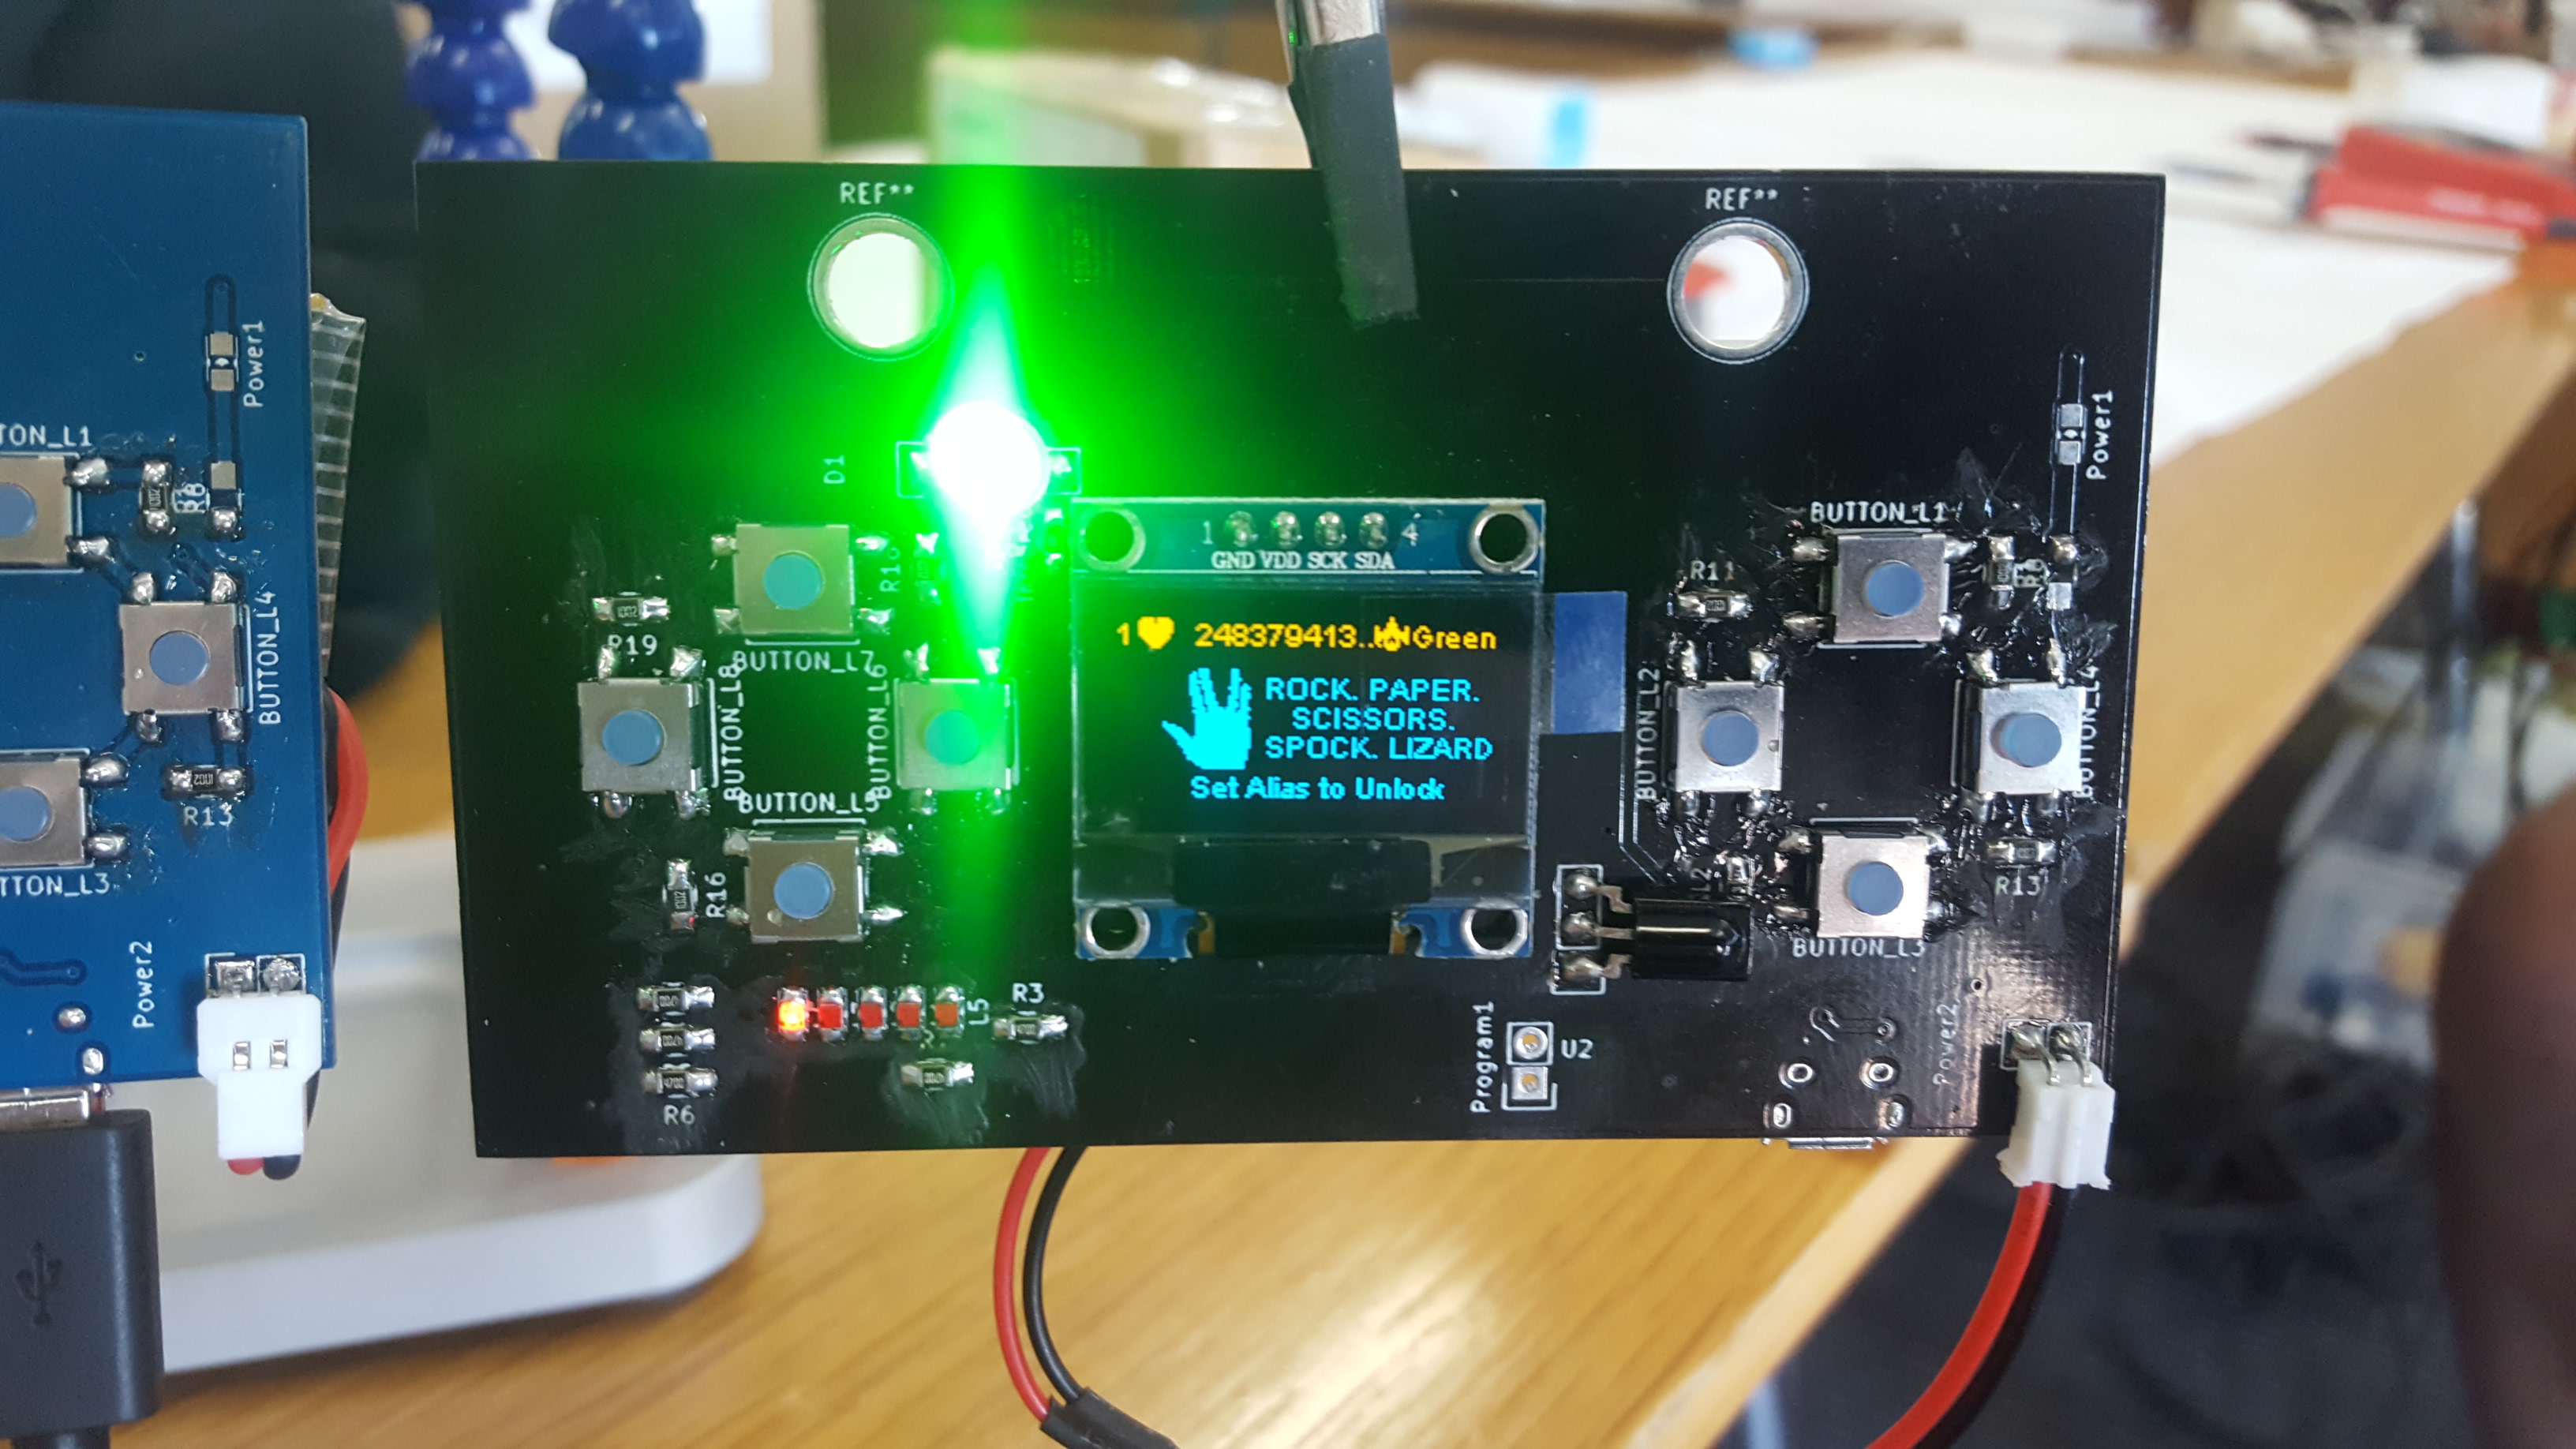 REF**
REF**
Power1
Power1
D1
BUTTON_L1
TON_L1
1 4
GND VDD SCK SDA
R11
1 248379413.. Green
ROCK. PAPER.
SCISSORS.
SPOCK. LIZARD
Set Alias to Unlock
BUTTON_L4
R19
BUTTON_L7
BUTTON_L8
BUTTON_L6
BUTTON_L2
BUTTON_L4
BUTTON_L5
R13
TTON_L3
R16
R13
BUTTON_L3
Power2
L5
R3
Program1
U2
Power2
R6